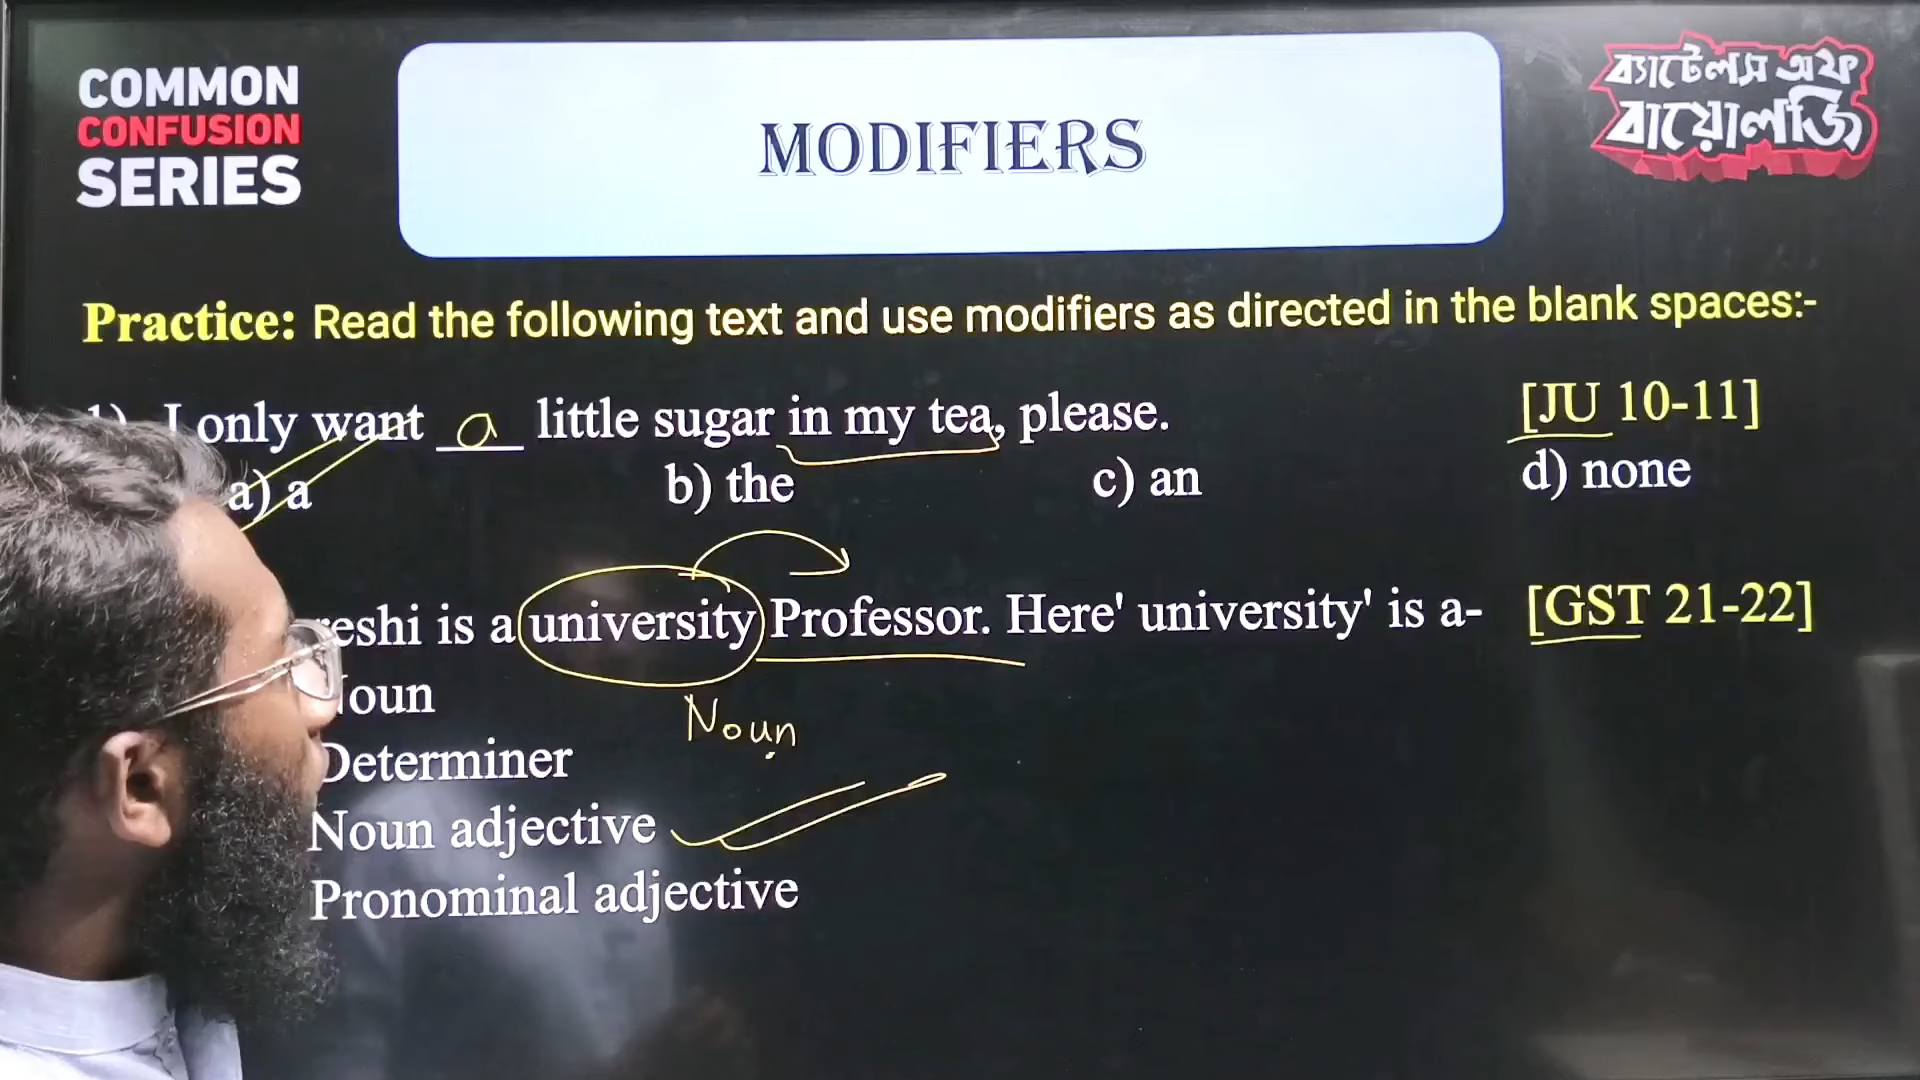 COMMON
CONFUSION
SERIES
MODIFIERS
ব্যাটেলস অফ
বায়োলজি
Practice: Read the following text and use modifiers as directed in the blank spaces:-
1) I only want a little sugar in my tea, please. [JU 10-11]
a) a b) the c) an d) none
is a university Professor. Here' university' is a- [GST 21-22]
Noun
Noun
Determiner
Noun adjective
Pronominal adjective